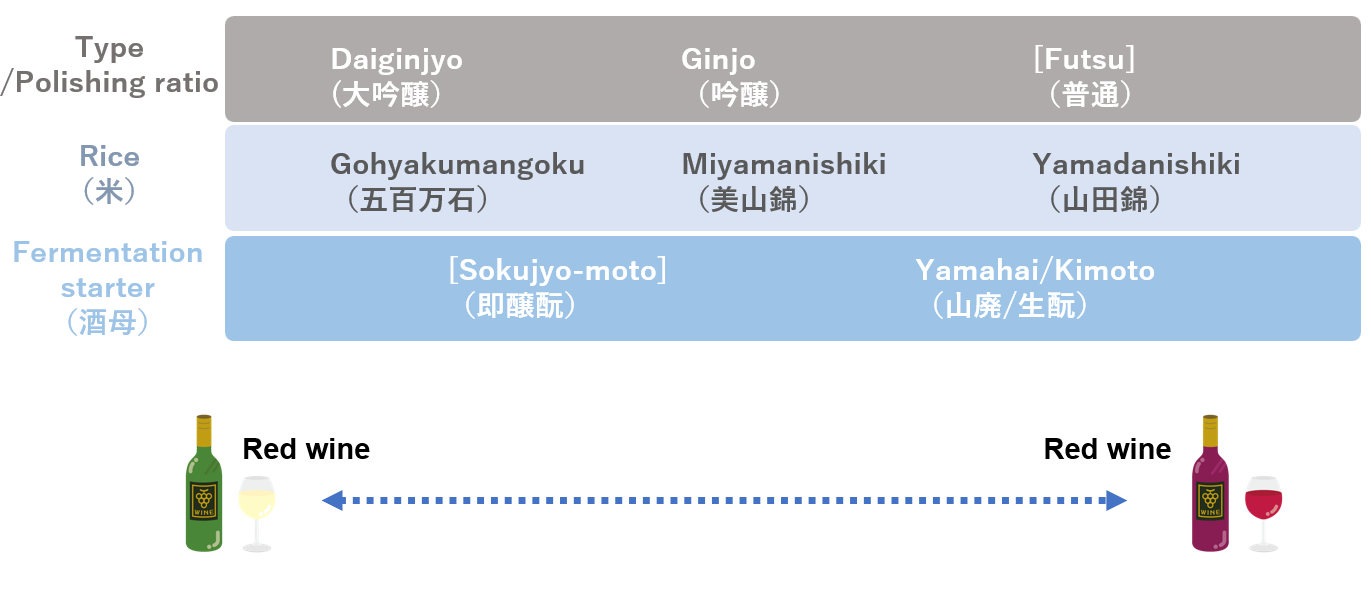 Type
/Polishing ratio
Daiginjyo
（大吟醸）
Ginjo
（吟醸）
[Futsu]
（普通）
Rice
（米）
Gohyakumangoku
（五百万石）
Miyamanishiki
（美山錦）
Yamadanishiki
（山田錦）
Fermentation
starter
（酒母）
[Sokujyo-moto]
（即醸酛）
Yamahai/Kimoto
（山廃/生酛）
Red wine
Red wine
WINE
WINE